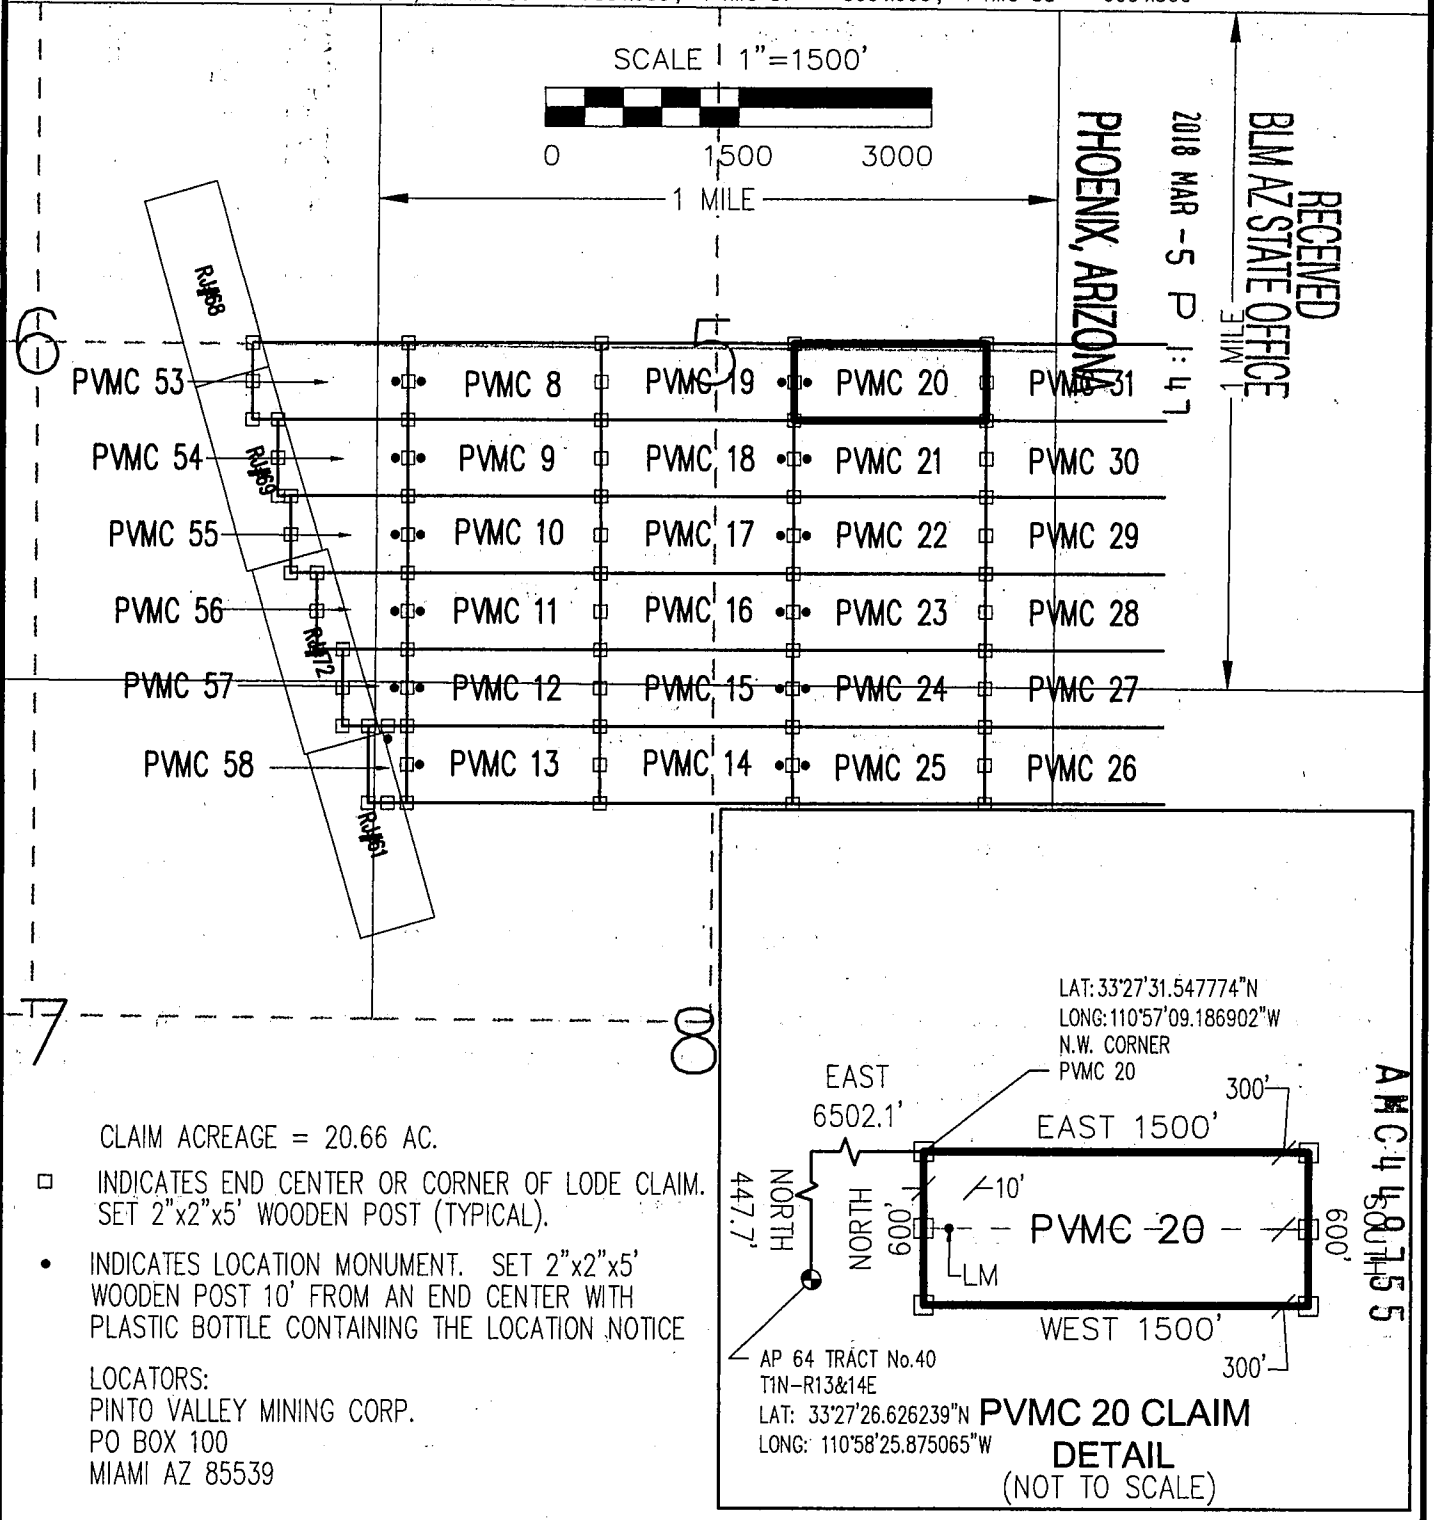 SCALE 1"=1500'
0 1500 3000
1 MILE
RECEIVED
BLM AZ STATE OFFICE
2018 MAR -5 P 1:47
PHOENIX, ARIZONA
1 MILE
6
5
RJ#68
PVMC 53
PVMC 8
PVMC 19
PVMC 20
PVMC 31
PVMC 54
RJ#69
PVMC 9
PVMC 18
PVMC 21
PVMC 30
PVMC 55
PVMC 10
PVMC 17
PVMC 22
PVMC 29
PVMC 56
PVMC 11
PVMC 16
PVMC 23
PVMC 28
RJ#72
PVMC 57
PVMC 12
PVMC 15
PVMC 24
PVMC 27
PVMC 58
PVMC 13
PVMC 14
PVMC 25
PVMC 26
RJ#61
7
8
CLAIM ACREAGE = 20.66 AC.
INDICATES END CENTER OR CORNER OF LODE CLAIM.
SET 2"x2"x5' WOODEN POST (TYPICAL).
INDICATES LOCATION MONUMENT. SET 2"x2"x5'
WOODEN POST 10' FROM AN END CENTER WITH
PLASTIC BOTTLE CONTAINING THE LOCATION NOTICE
LOCATORS:
PINTO VALLEY MINING CORP.
PO BOX 100
MIAMI AZ 85539
LAT: 33°27'31.547774"N
LONG: 110°57'09.186902"W
N.W. CORNER
PVMC 20
EAST
6502.1'
300'
EAST 1500'
NORTH
447.7'
NORTH
600'
10'
PVMC 20
LM
SOUTH
600'
WEST 1500'
300'
AP 64 TRACT No.40
T1N-R13&14E
LAT: 33°27'26.626239"N
LONG: 110°58'25.875065"W
PVMC 20 CLAIM
DETAIL
(NOT TO SCALE)